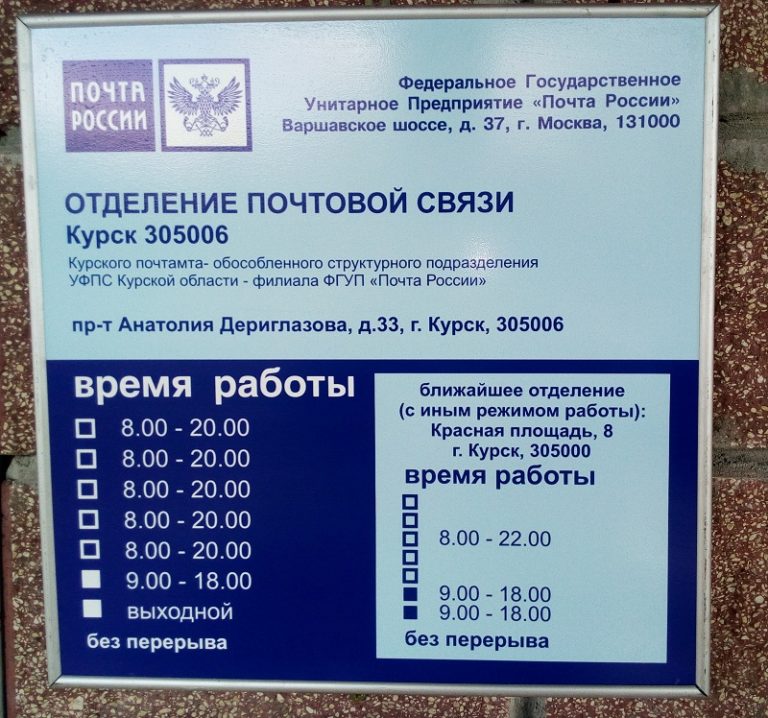 ПОЧТА
РОССИИ
Федеральное Государственное
Унитарное Предприятие «Почта России»
Варшавское шоссе, д. 37, г. Москва, 131000
ОТДЕЛЕНИЕ ПОЧТОВОЙ СВЯЗИ
Курск 305006
Курского почтамта- обособленного структурного подразделения
УФПС Курской области - филиала ФГУП «Почта России»
пр-т Анатолия Дериглазова, д.33, г. Курск, 305006
время работы
8.00 - 20.00
8.00 - 20.00
8.00 - 20.00
8.00 - 20.00
8.00 - 20.00
9.00 - 18.00
выходной
без перерыва
ближайшее отделение
(с иным режимом работы):
Красная площадь, 8
г. Курск, 305000
время работы
8.00 - 22.00
9.00 - 18.00
9.00 - 18.00
без перерыва